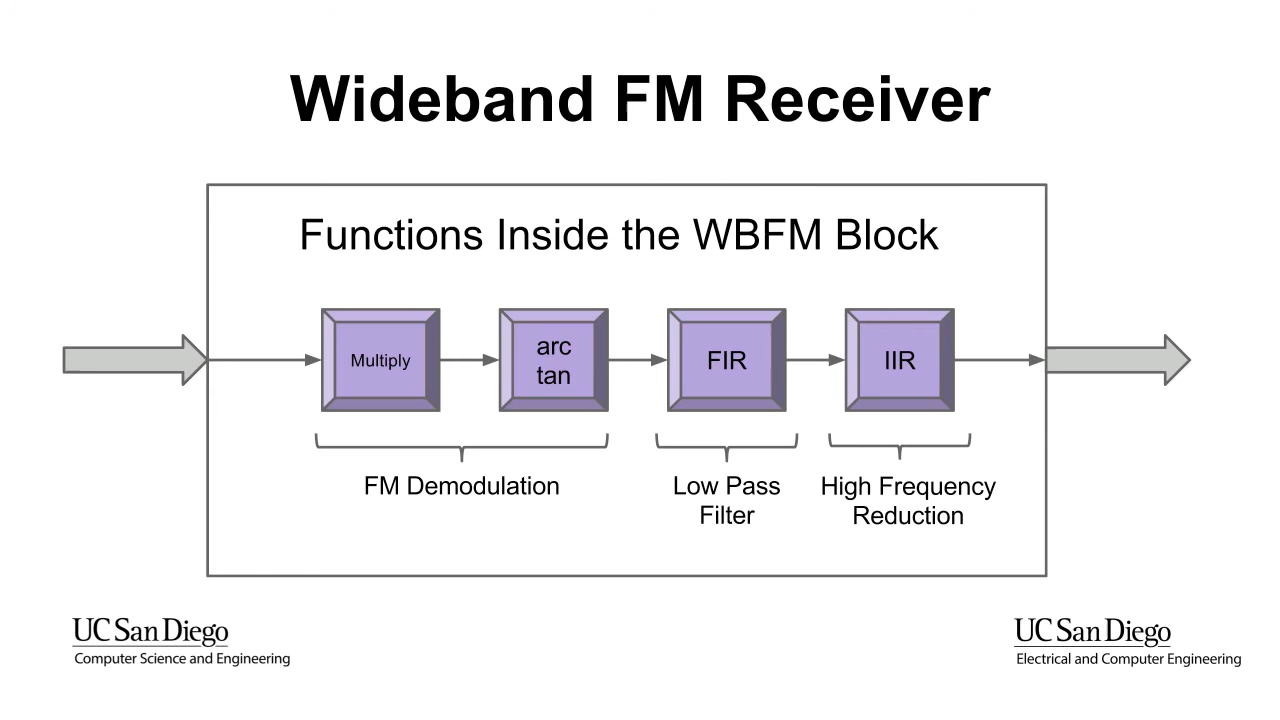 Wideband FM Receiver
Functions Inside the WBFM Block
Multiply
arc
tan
FIR
IIR
FM Demodulation
Low Pass
Filter
High Frequency
Reduction
UC San Diego
Computer Science and Engineering
UC San Diego
Electrical and Computer Engineering